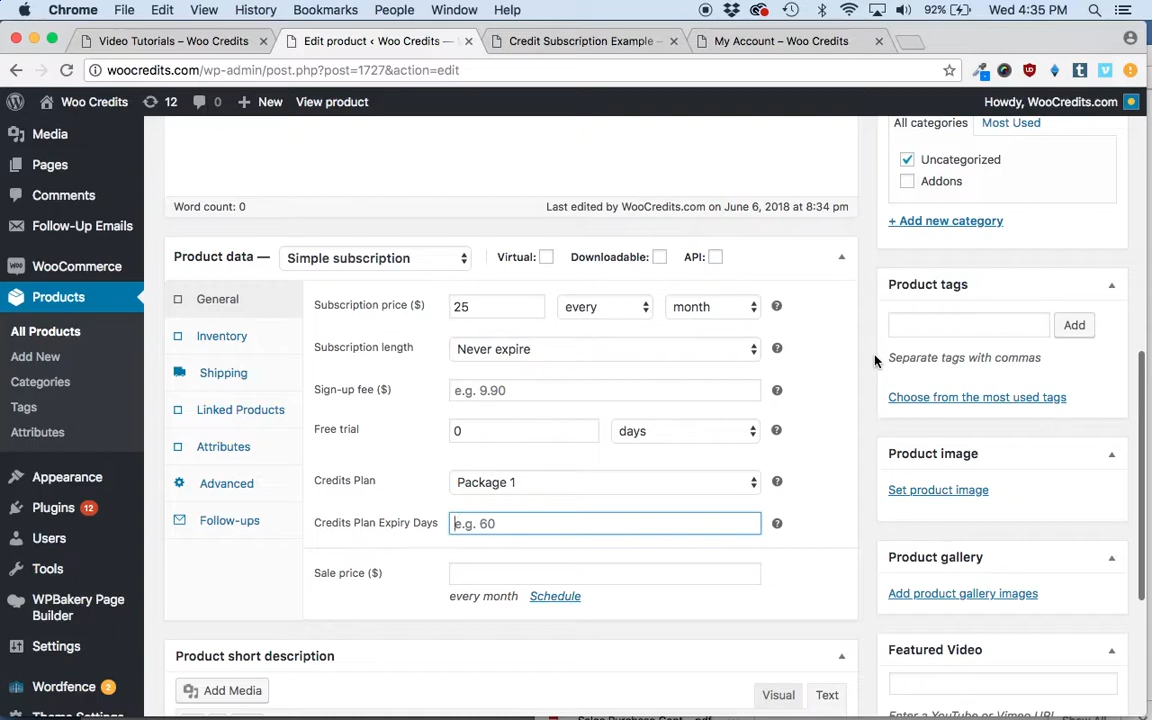 Chrome File Edit View History Bookmarks People Window Help 92% Wed 4:35 PM
Video Tutorials – Woo Credits Edit product ‹ Woo Credits — Credit Subscription Example – My Account – Woo Credits
woocredits.com/wp-admin/post.php?post=1727&action=edit
Woo Credits 12 0 New View product Howdy, WooCredits.com
Media
Pages
Comments
Follow-Up Emails
WooCommerce
Products
All Products
Add New
Categories
Tags
Attributes
Appearance
Plugins 12
Users
Tools
WPBakery Page
Builder
Settings
Wordfence 2
Word count: 0 Last edited by WooCredits.com on June 6, 2018 at 8:34 pm
Product data — Simple subscription Virtual: Downloadable: API:
General
Inventory
Shipping
Linked Products
Attributes
Advanced
Follow-ups
Subscription price ($) 25 every month
Subscription length Never expire
Sign-up fee ($) e.g. 9.90
Free trial 0 days
Credits Plan Package 1
Credits Plan Expiry Days e.g. 60
Sale price ($)
every month Schedule
Product short description
Add Media Visual Text
All categories Most Used
Uncategorized
Addons
+ Add new category
Product tags
Add
Separate tags with commas
Choose from the most used tags
Product image
Set product image
Product gallery
Add product gallery images
Featured Video